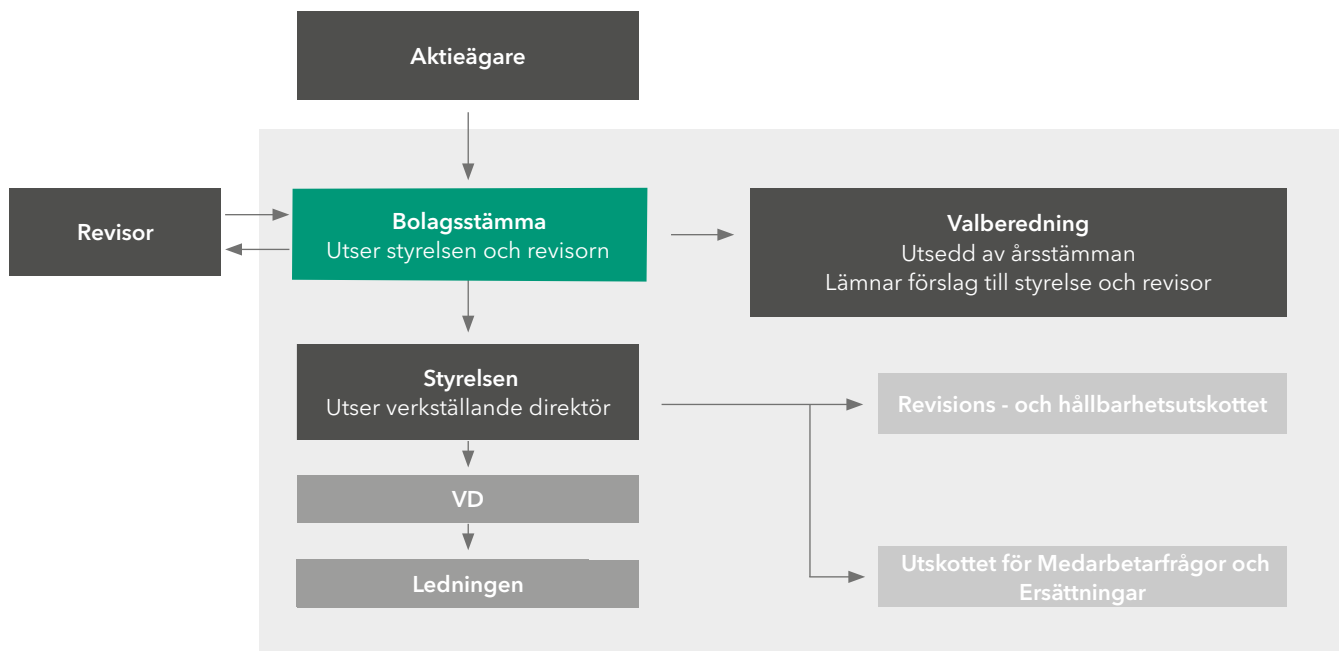 Aktieägare
Revisor
Bolagsstämma
Utser styrelsen och revisorn
Valberedning
Utsedd av årsstämman
Lämnar förslag till styrelse och revisor
Styrelsen
Utser verkställande direktör
Revisions - och hållbarhetsutskottet
VD
Ledningen
Utskottet för Medarbetarfrågor och
Ersättningar